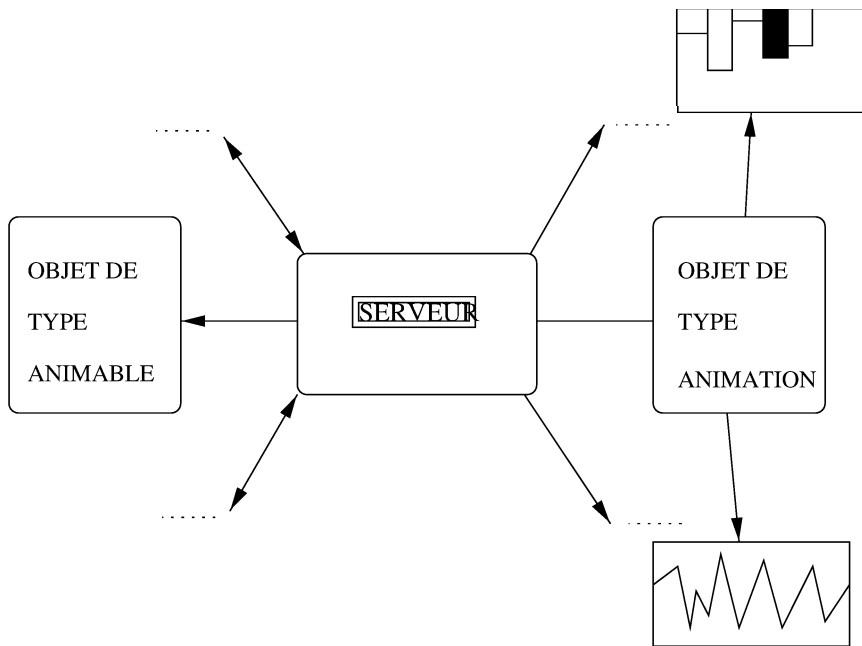 OBJET DE
TYPE
ANIMABLE
SERVEUR
OBJET DE
TYPE
ANIMATION